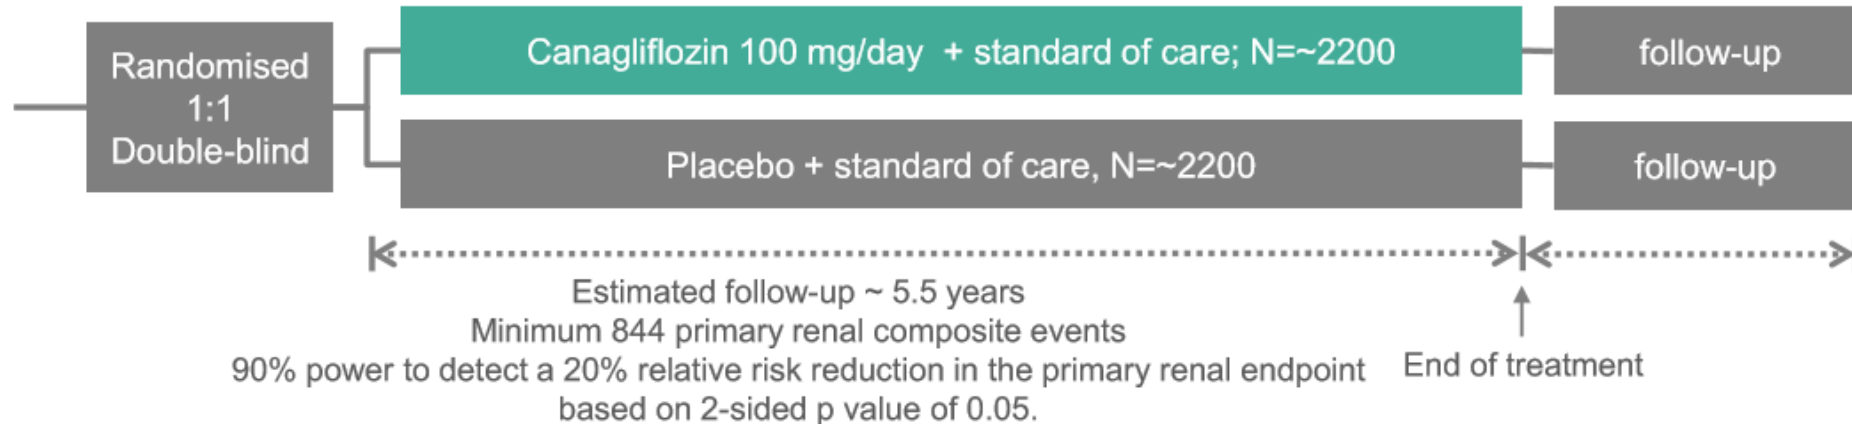 Randomised
1:1
Double-blind
Canagliflozin 100 mg/day + standard of care; N=~2200
follow-up
Placebo + standard of care, N=~2200
follow-up
Estimated follow-up ~ 5.5 years
Minimum 844 primary renal composite events
90% power to detect a 20% relative risk reduction in the primary renal endpoint
based on 2-sided p value of 0.05.
End of treatment